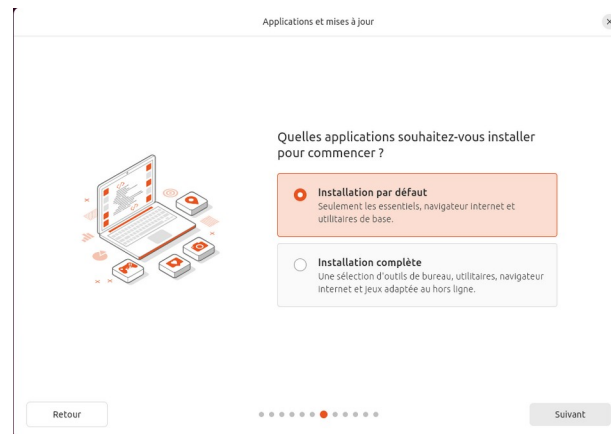 Applications et mises à jour
Quelles applications souhaitez-vous installer
pour commencer ?
Installation par défaut
Seulement les essentiels, navigateur internet et
utilitaires de base.
Installation complète
Une sélection d'outils de bureau, utilitaires, navigateur
internet et jeux adaptée au hors ligne.
Retour
Suivant